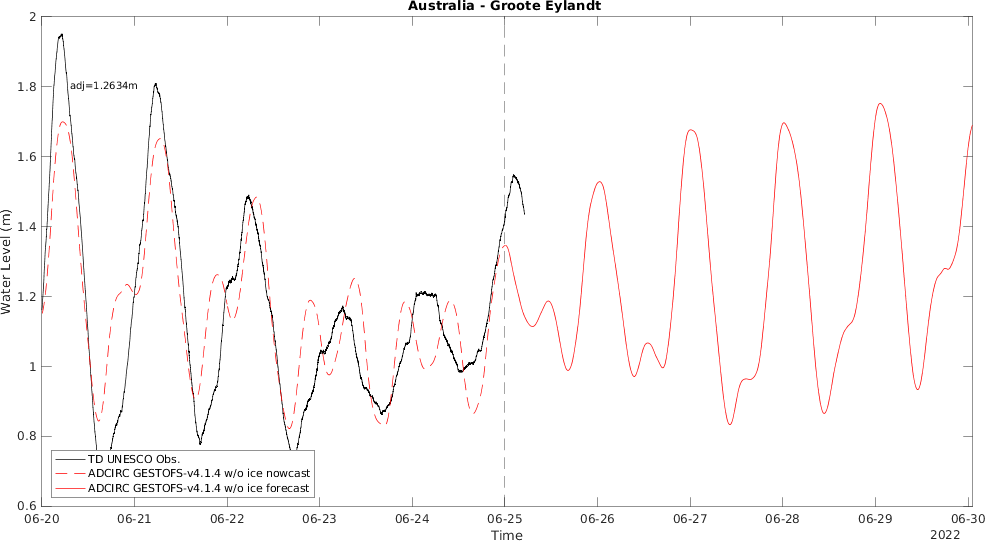 Australia - Groote Eylandt
adj=1.2634m
Water Level (m)
2
1.8
1.6
1.4
1.2
1
0.8
0.6
TD UNESCO Obs.
ADCIRC GESTOFS-v4.1.4 w/o ice nowcast
ADCIRC GESTOFS-v4.1.4 w/o ice forecast
06-20 06-21 06-22 06-23 06-24 06-25 06-26 06-27 06-28 06-29 06-30
Time
2022